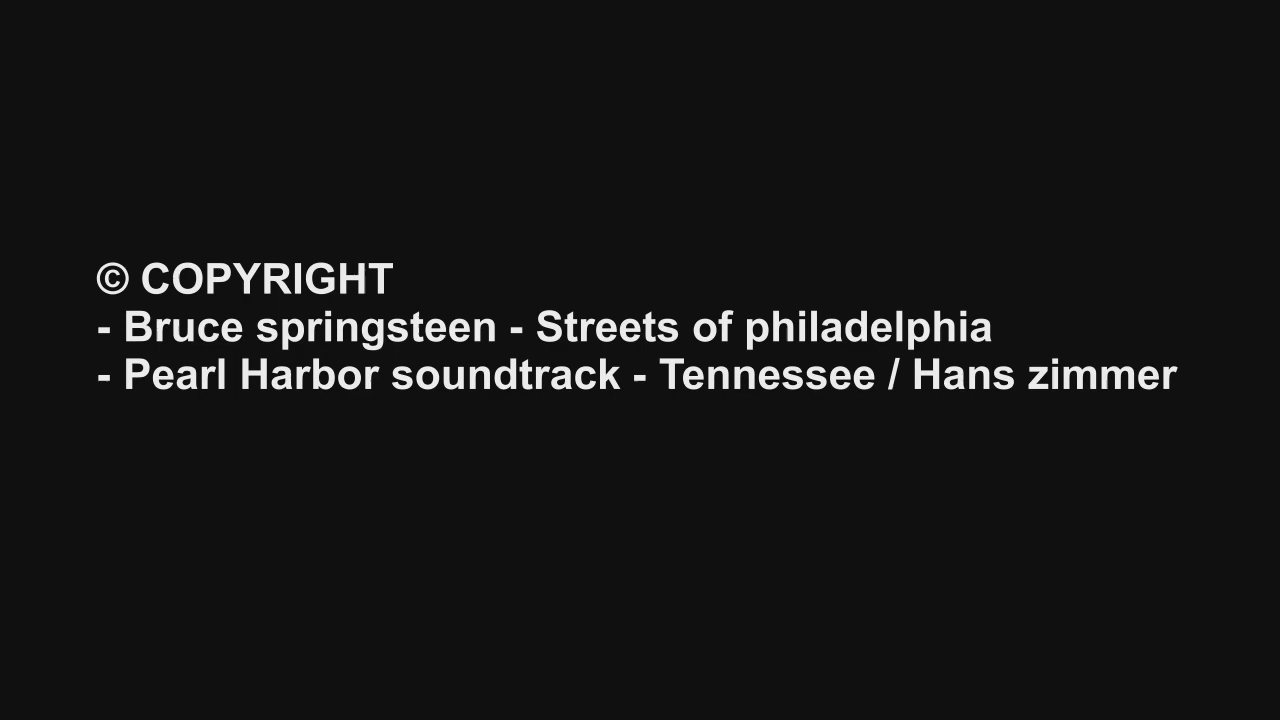 © COPYRIGHT
- Bruce springsteen - Streets of philadelphia
- Pearl Harbor soundtrack - Tennessee / Hans zimmer